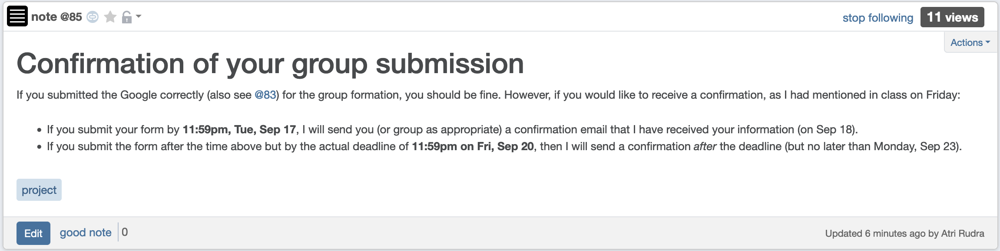 note @85
stop following
11 views
Actions
Confirmation of your group submission
If you submitted the Google correctly (also see @83) for the group formation, you should be fine. However, if you would like to receive a confirmation, as I had mentioned in class on Friday:
• If you submit your form by 11:59pm, Tue, Sep 17, I will send you (or group as appropriate) a confirmation email that I have received your information (on Sep 18).
• If you submit the form after the time above but by the actual deadline of 11:59pm on Fri, Sep 20, then I will send a confirmation after the deadline (but no later than Monday, Sep 23).
project
Edit
good note
0
Updated 6 minutes ago by Atri Rudra